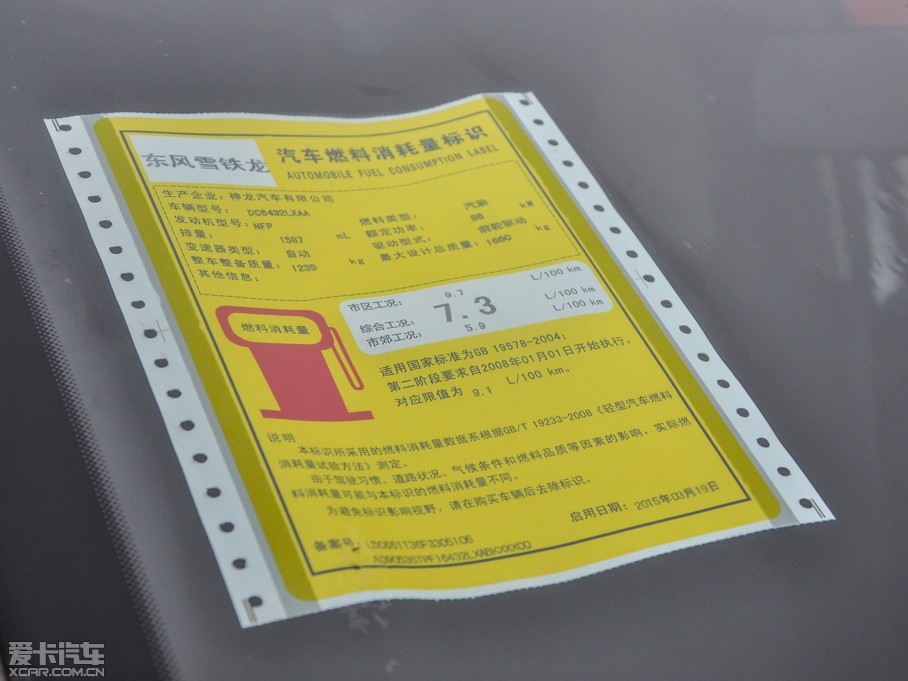 东风雪铁龙
汽车燃料消耗量标识
AUTOMOBILE FUEL CONSUMPTION LABEL
生产企业：神龙汽车有限公司
车辆型号： DC6432LXAA
发动机型号：NFP 燃料类型： 汽油
排量： 1587 mL 额定功率： 86 kW
变速器类型： 自动 驱动型式： 前轮驱动
整车整备质量： 1235 kg 最大设计总质量：1660 kg
其他信息：
燃料消耗量
市区工况： 9.7 L/100 km
综合工况： 7.3 L/100 km
市郊工况： 5.9 L/100 km
适用国家标准为GB 19578-2004；
第二阶段要求自2008年01月01日开始执行，
对应限值为 9.1 L/100 km。
说明
本标识所采用的燃料消耗量数据系根据GB/T 19233-2008《轻型汽车燃料
消耗量试验方法》测定。
由于驾驶习惯、道路状况、气候条件和燃料品质等因素的影响，实际燃
料消耗量可能与本标识的燃料消耗量不同。
为避免标识影响视野，请在购买车辆后去除标识。
启用日期：2015年03月19日
备案号：
爱卡汽车
XCAR.COM.CN